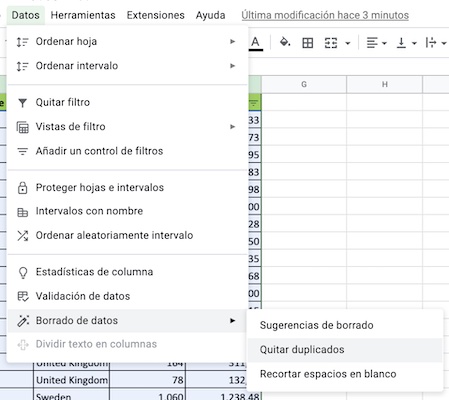 Datos Herramientas Extensiones Ayuda Última modificación hace 3 minutos
Ordenar hoja
Ordenar intervalo
A
Quitar filtro
Vistas de filtro
Añadir un control de filtros
Proteger hojas e intervalos
Intervalos con nombre
Ordenar aleatoriamente intervalo
Estadísticas de columna
Validación de datos
Borrado de datos
Dividir texto en columnas
Sugerencias de borrado
Quitar duplicados
Recortar espacios en blanco
G H
33
73
95
83
98
00
28
50
35
68
00
United Kingdom 164 311,
United Kingdom 78 132,
Sweden 1.060 1.238,48